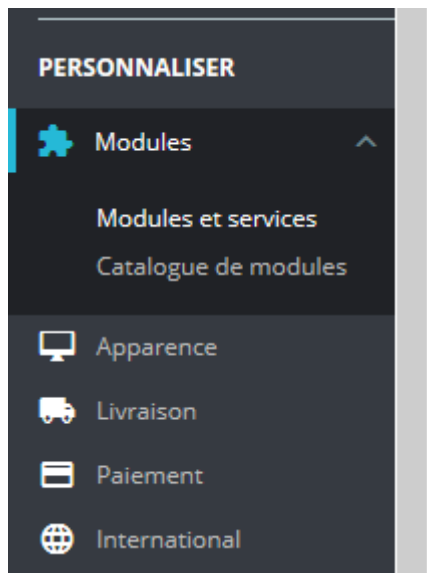 PERSONNALISER
Modules
Modules et services
Catalogue de modules
Apparence
Livraison
Paiement
International